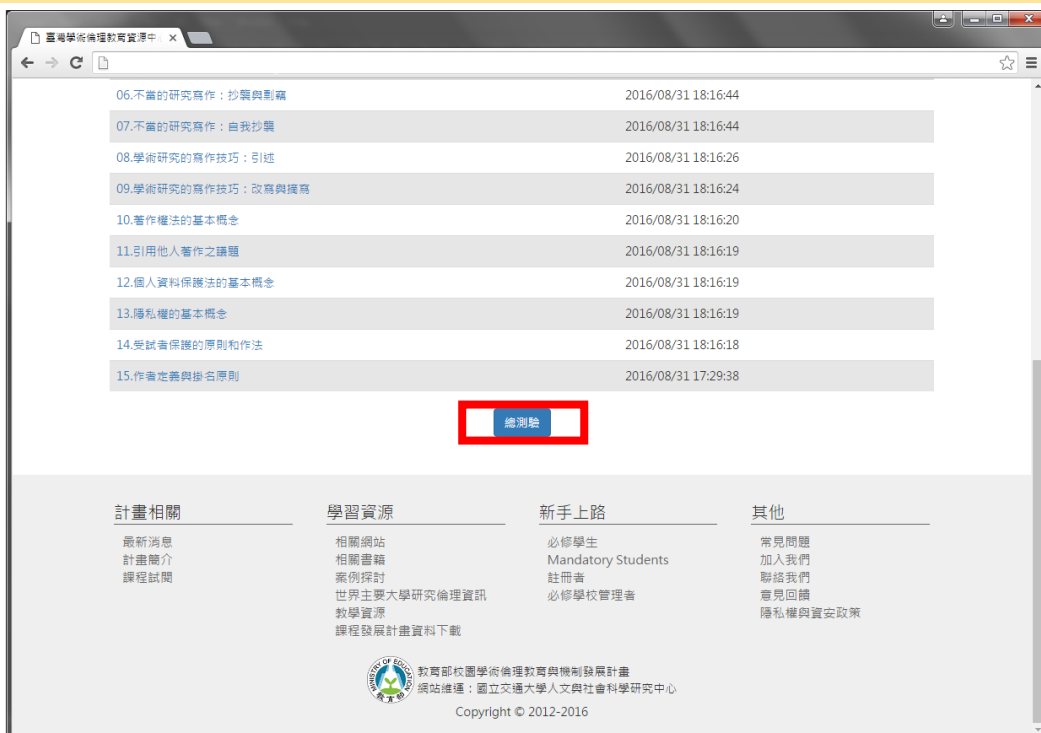 臺灣學術倫理教育資源中
06.不當的研究寫作：抄襲與剽竊 2016/08/31 18:16:44
07.不當的研究寫作：自我抄襲 2016/08/31 18:16:44
08.學術研究的寫作技巧：引述 2016/08/31 18:16:26
09.學術研究的寫作技巧：改寫與摘寫 2016/08/31 18:16:24
10.著作權法的基本概念 2016/08/31 18:16:20
11.引用他人著作之議題 2016/08/31 18:16:19
12.個人資料保護法的基本概念 2016/08/31 18:16:19
13.隱私權的基本概念 2016/08/31 18:16:19
14.受試者保護的原則和作法 2016/08/31 18:16:18
15.作者定義與掛名原則 2016/08/31 17:29:38
總測驗
計畫相關
最新消息
計畫簡介
課程試閱
學習資源
相關網站
相關書籍
案例探討
世界主要大學研究倫理資訊
教學資源
課程發展計畫資料下載
新手上路
必修學生
Mandatory Students
註冊者
必修學校管理者
其他
常見問題
加入我們
聯絡我們
意見回饋
隱私權與資安政策
MINISTRY OF EDUCATION
教育部
教育部校園學術倫理教育與機制發展計畫
網站維運：國立交通大學人文與社會科學研究中心
Copyright © 2012-2016